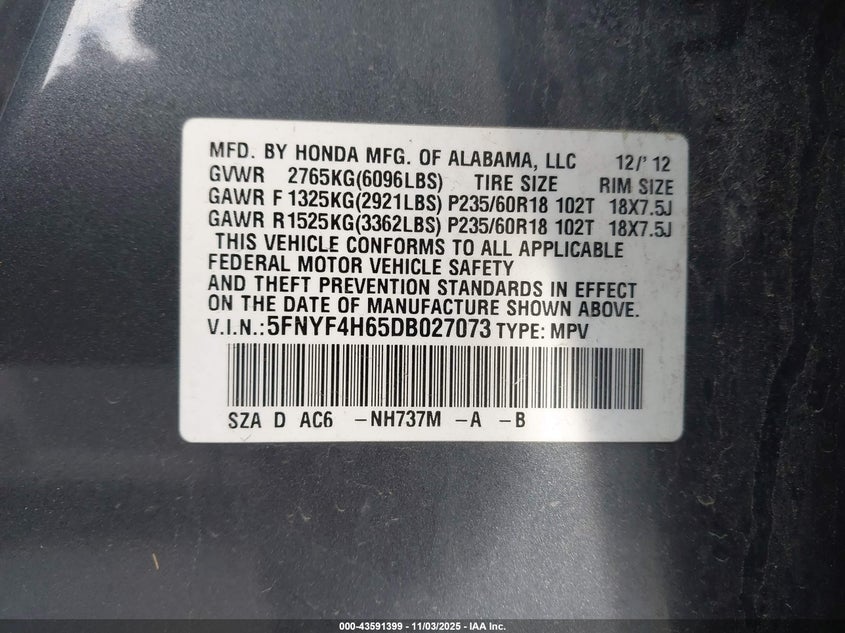 MFD. BY HONDA MFG. OF ALABAMA, LLC 12/'12
GVWR 2765KG(6096LBS) TIRE SIZE RIM SIZE
GAWR F 1325KG(2921LBS) P235/60R18 102T 18X7.5J
GAWR R1525KG(3362LBS) P235/60R18 102T 18X7.5J
THIS VEHICLE CONFORMS TO ALL APPLICABLE
FEDERAL MOTOR VEHICLE SAFETY
AND THEFT PREVENTION STANDARDS IN EFFECT
ON THE DATE OF MANUFACTURE SHOWN ABOVE.
V.I.N.:5FNYF4H65DB027073 TYPE: MPV
SZA D AC6 -NH737M -A -B
000-43591399 - 11/03/2025 - IAA Inc.